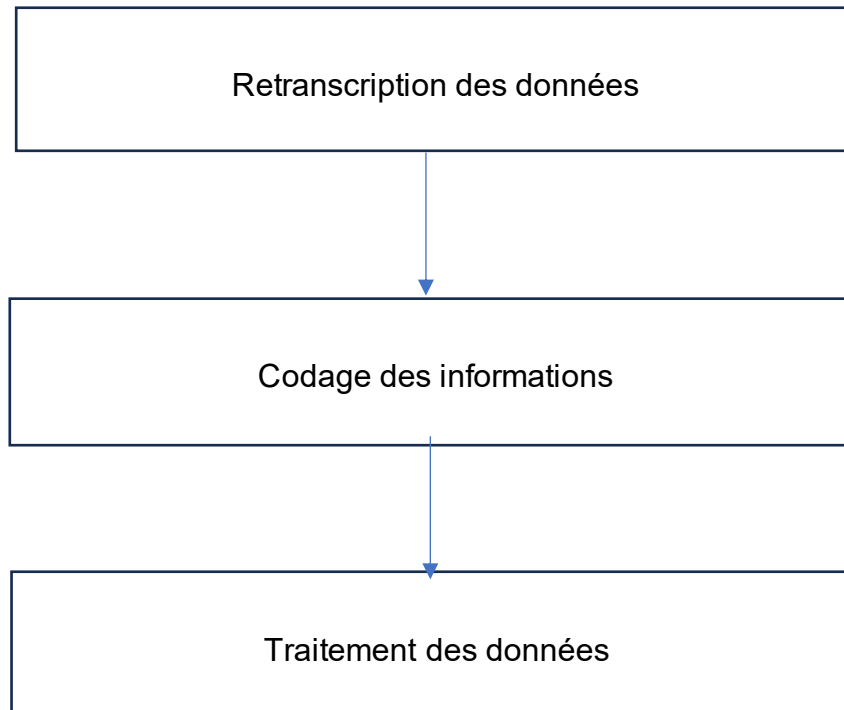 Retranscription des données
Codage des informations
Traitement des données